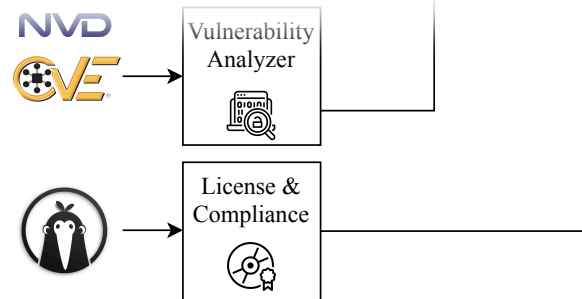 NVD
CVE
Vulnerability
Analyzer
License &
Compliance